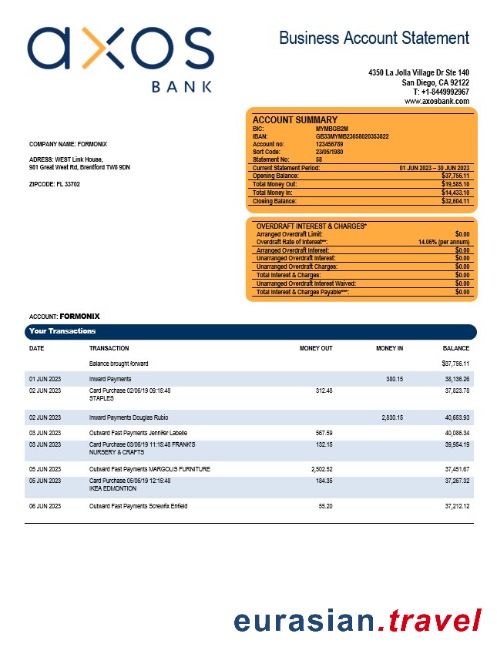 axos
BANK
Business Account Statement
4350 La Jolla Village Dr Ste 140
San Diego, CA 92122
T: +1-8449992967
www.axosbank.com
COMPANY NAME: FORMONIX
ADRESS: WEST Link House,
981 Great West Rd, Brentford TW8 9DN
ZIPCODE: FL 33702
ACCOUNT SUMMARY
BIC: MYMBGB2M
IBAN:
Account no: 123456789
Sort Code: 23/05/1980
Statement No: 58
Current Statement Period: 01 JUN 2023 – 30 JUN 2023
Opening Balance: $37,756.11
Total Money Out: $19,585.10
Total Money In: $14,433.10
Closing Balance: $32,604.11
OVERDRAFT INTEREST & CHARGES*
Arranged Overdraft Limit: $0.00
Overdraft Rate of Interest**: 14.06% (per annum)
Arranged Overdraft Interest: $0.00
Unarranged Overdraft Interest: $0.00
Unarranged Overdraft Charges: $0.00
Total Interest & Charges: $0.00
Unarranged Overdraft Interest Waived: $0.00
Total Interest & Charges Payable***: $0.00
ACCOUNT: FORMONIX
Your Transactions
DATE TRANSACTION MONEY OUT MONEY IN BALANCE
Balance brought forward $37,756.11
01 JUN 2023 Inward Payments 380.15 38,136.26
02 JUN 2023 Card Purchase 02/06/19 09:15:48 312.48 37,823.78
STAPLES
02 JUN 2023 Inward Payments Douglas Rubio 2,830.15 40,653.93
03 JUN 2023 Outward Fast Payments Jennifer Labelle 567.59 40,086.34
03 JUN 2023 Card Purchase 03/06/19 11:15:48 FRANK'S 132.15 39,954.19
NURSERY & CRAFTS
05 JUN 2023 Outward Fast Payments MARGOLIS FURNITURE 2,502.52 37,451.67
05 JUN 2023 Card Purchase 05/06/19 12:15:48 184.35 37,267.32
IKEA EDMONTION
06 JUN 2023 Outward Fast Payments Screwfix Enfield 55.20 37,212.12
eurasian.travel